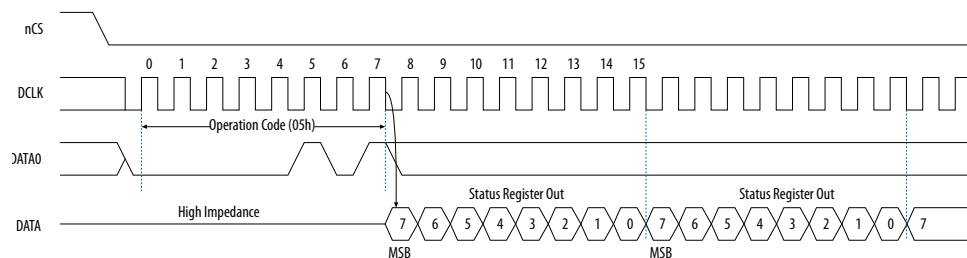 nCS
0 1 2 3 4 5 6 7 8 9 10 11 12 13 14 15
DCLK
Operation Code (05h)
DATA0
Status Register Out Status Register Out
High Impedance
DATA 7 6 5 4 3 2 1 0 7 6 5 4 3 2 1 0 7
MSB MSB